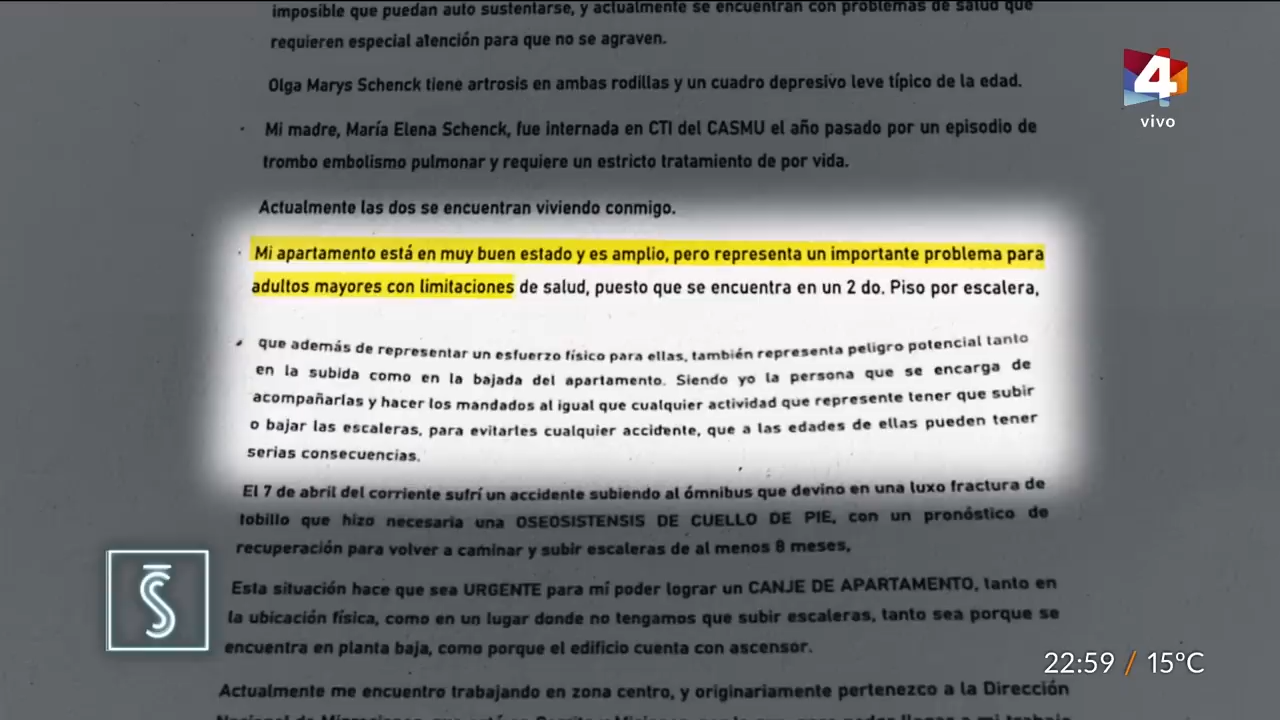 imposible que puedan auto sustentarse, y actualmente se encuentran con problemas de salud que
requieren especial atención para que no se agraven.
Olga Marys Schenck tiene artrosis en ambas rodillas y un cuadro depresivo leve típico de la edad.
Mi madre, María Elena Schenck, fue internada en CTI del CASMU el año pasado por un episodio de
trombo embolismo pulmonar y requiere un estricto tratamiento de por vida.
Actualmente las dos se encuentran viviendo conmigo.
Mi apartamento está en muy buen estado y es amplio, pero representa un importante problema para
adultos mayores con limitaciones de salud, puesto que se encuentra en un 2 do. Piso por escalera,
que además de representar un esfuerzo físico para ellas, también representa peligro potencial tanto
en la subida como en la bajada del apartamento. Siendo yo la persona que se encarga de
acompañarlas y hacer los mandados al igual que cualquier actividad que represente tener que subir
o bajar las escaleras, para evitarles cualquier accidente, que a las edades de ellas pueden tener
serias consecuencias.
El 7 de abril del corriente sufrí un accidente subiendo al ómnibus que devino en una luxo fractura de
tobillo que hizo necesaria una OSEOSISTENSIS DE CUELLO DE PIE, con un pronóstico de
recuperación para volver a caminar y subir escaleras de al menos 8 meses,
Esta situación hace que sea URGENTE para mí poder lograr un CANJE DE APARTAMENTO, tanto en
la ubicación física, como en un lugar donde no tengamos que subir escaleras, tanto sea porque se
encuentra en planta baja, como porque el edificio cuenta con ascensor.
Actualmente me encuentro trabajando en zona centro, y originariamente pertenezco a la Dirección
4
vivo
S
22:59 / 15°C